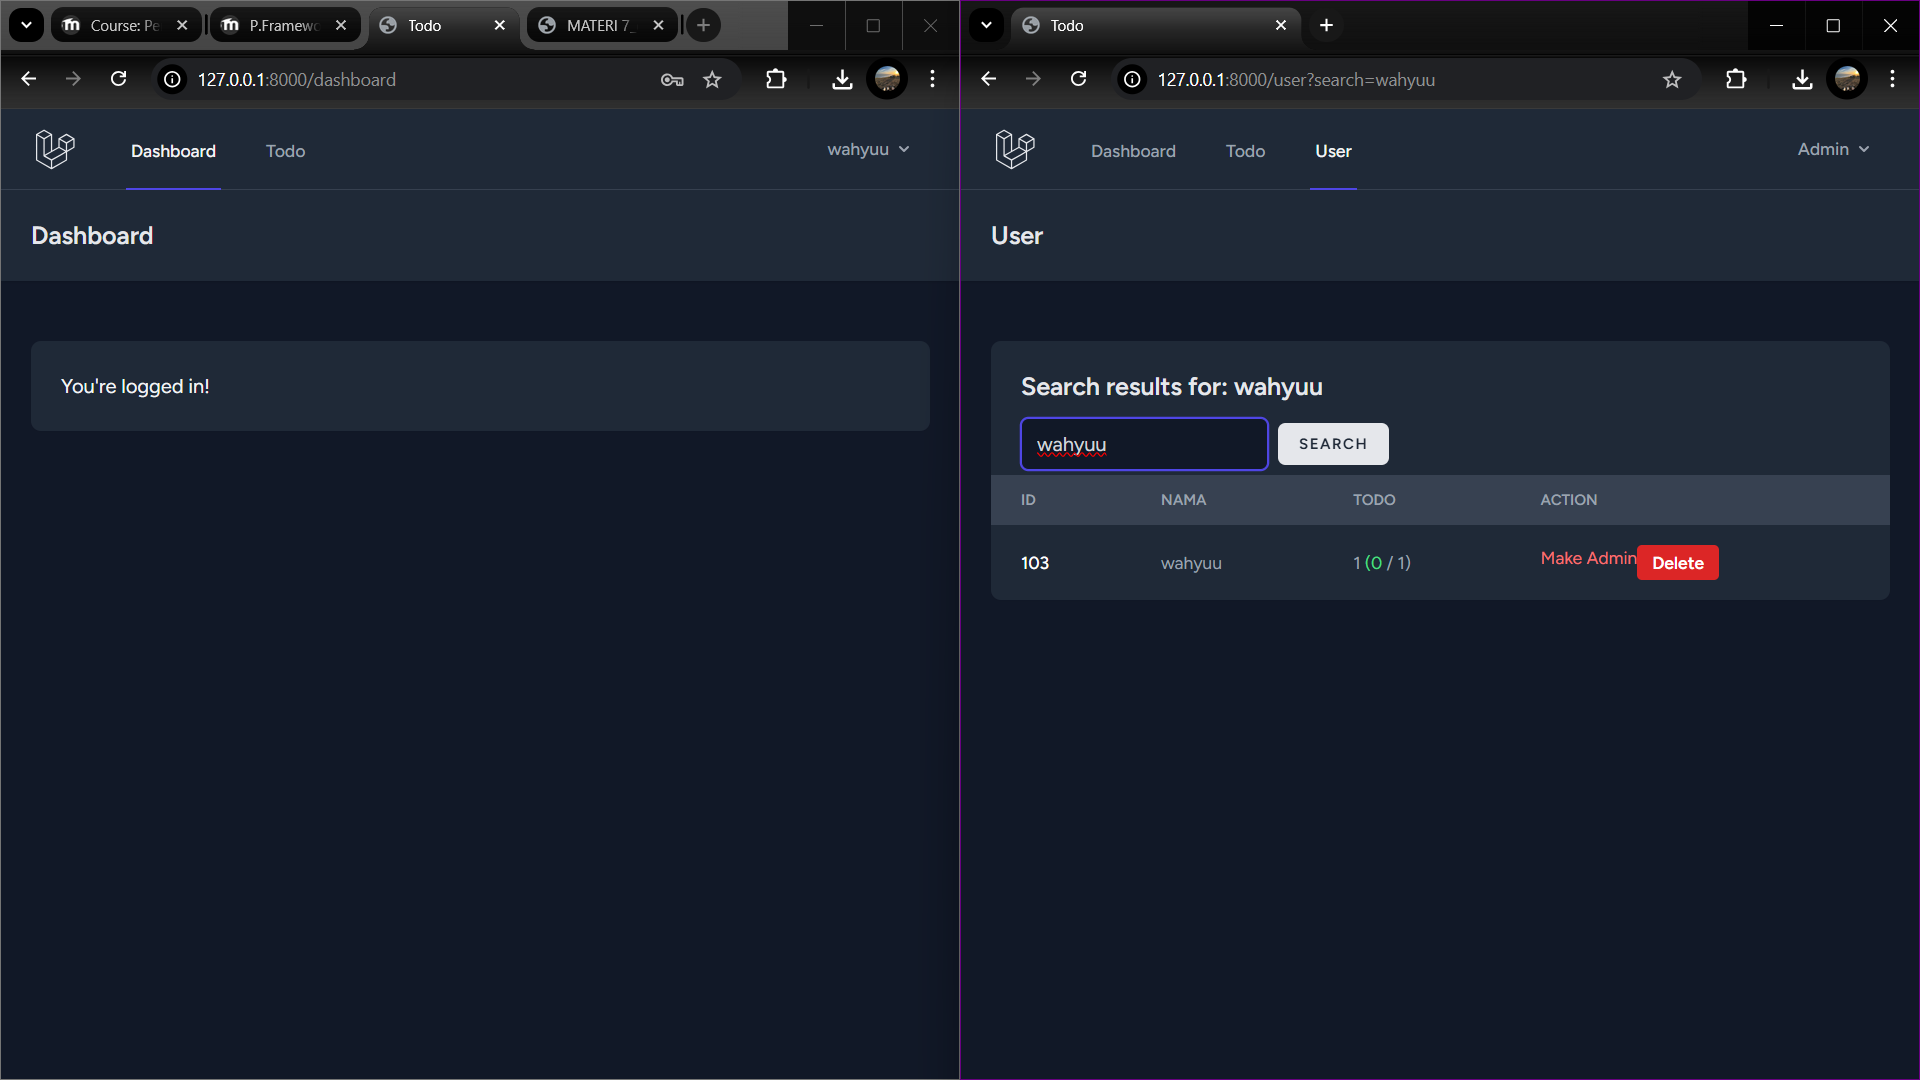 Course: Pe
P.Framewo
Todo
MATERI 7_
127.0.0.1:8000/dashboard
Dashboard
Todo
wahyuu
Dashboard
You're logged in!
Todo
127.0.0.1:8000/user?search=wahyuu
Dashboard
Todo
User
Admin
User
Search results for: wahyuu
wahyuu
SEARCH
ID NAMA TODO ACTION
103 wahyuu 1 (0 / 1) Make Admin Delete